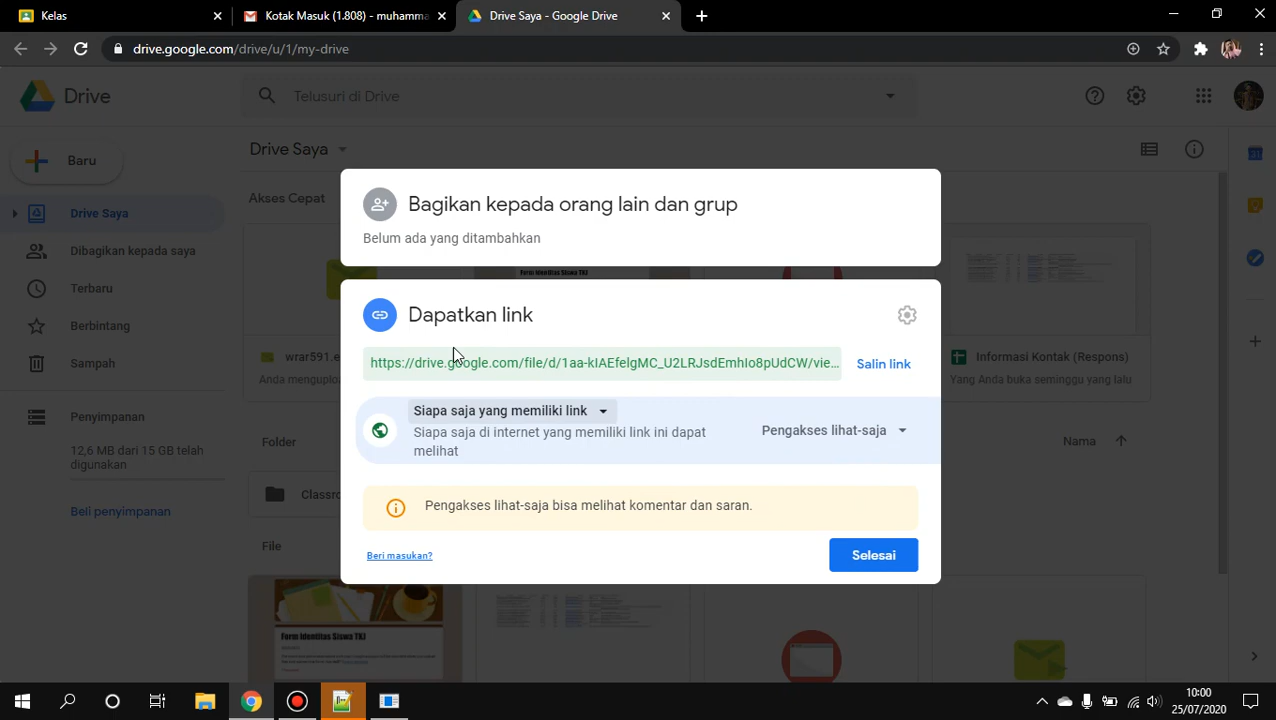 Kelas
Kotak Masuk (1.808) - muhamma
Drive Saya - Google Drive
drive.google.com/drive/u/1/my-drive
Drive
Telusuri di Drive
Baru
Drive Saya
Akses Cepat
Drive Saya
Dibagikan kepada saya
Terbaru
Berbintang
Sampah
Penyimpanan
12,6 MB dari 15 GB telah
digunakan
Beli penyimpanan
Bagikan kepada orang lain dan grup
Belum ada yang ditambahkan
Form Identitas Siswa TKI
Dapatkan link
https://drive.google.com/file/d/1aa-kIAEfelgMC_U2LRJsdEmhIo8pUdCW/vie...
Salin link
Siapa saja yang memiliki link
Siapa saja di internet yang memiliki link ini dapat
melihat
Pengakses lihat-saja
Pengakses lihat-saja bisa melihat komentar dan saran.
Beri masukan?
Selesai
wrar591.e
Anda mengupload
Informasi Kontak (Respons)
Yang Anda buka seminggu yang lalu
Folder
Nama
Classro
File
Form Identitas Siswa TKI
10:00
25/07/2020